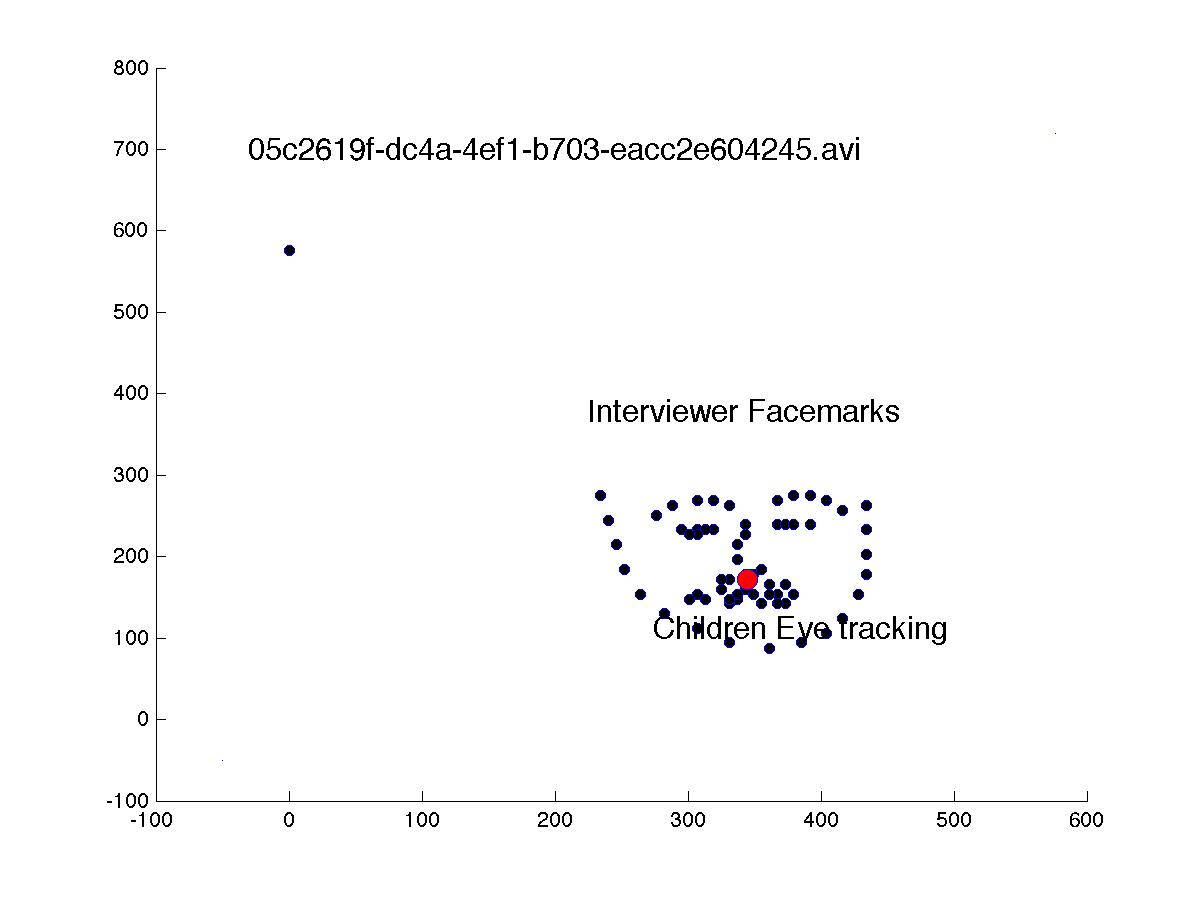 800
700
05c2619f-dc4a-4ef1-b703-eacc2e604245.avi
600
500
400
Interviewer Facemarks
300
200
100
Children Eye tracking
0
-100
-100 0 100 200 300 400 500 600